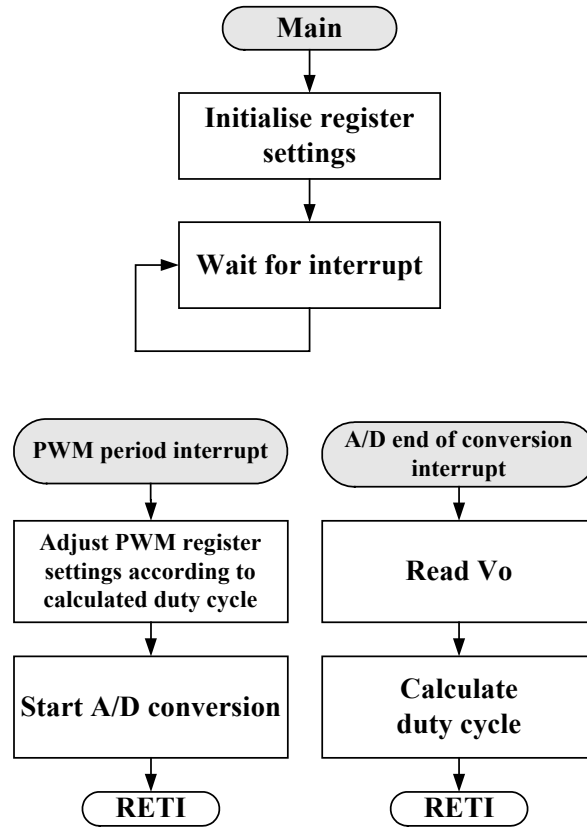 Main
Initialise register
settings
Wait for interrupt
PWM period interrupt
Adjust PWM register
settings according to
calculated duty cycle
Start A/D conversion
RETI
A/D end of conversion
interrupt
Read Vo
Calculate
duty cycle
RETI